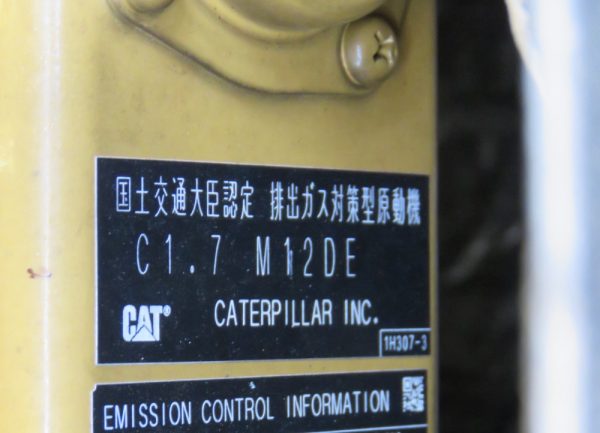 国土交通大臣認定 排出ガス対策型原動機
C1.7 M12DE
CAT® CATERPILLAR INC.
1H307-3
EMISSION CONTROL INFORMATION